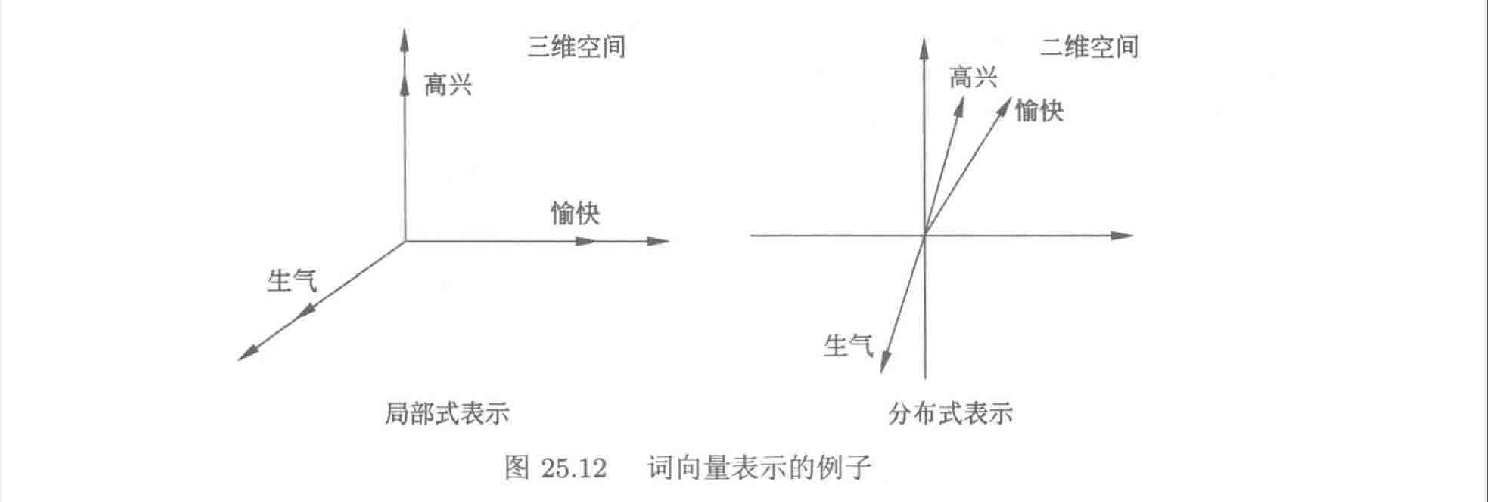 三维空间
高兴
愉快
生气
局部式表示
二维空间
高兴
愉快
生气
分布式表示
图 25.12 词向量表示的例子